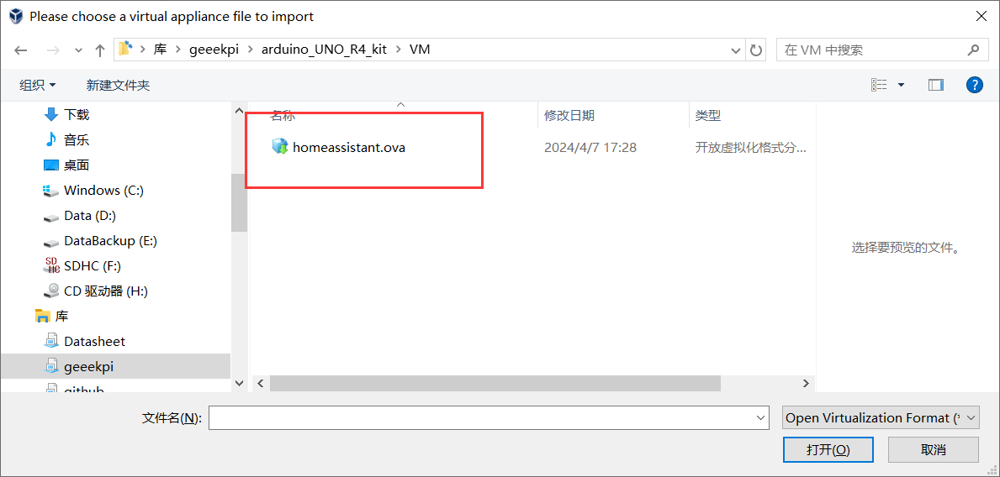 Please choose a virtual appliance file to import
库 > geeekpi > arduino_UNO_R4_kit > VM
在 VM 中搜索
组织
新建文件夹
下载
音乐
桌面
Windows (C:)
Data (D:)
DataBackup (E:)
SDHC (F:)
CD 驱动器 (H:)
库
Datasheet
geeekpi
github
名称
修改日期
类型
homeassistant.ova
2024/4/7 17:28
开放虚拟化格式分...
选择要预览的文件。
文件名(N):
Open Virtualization Format (*
打开(O)
取消